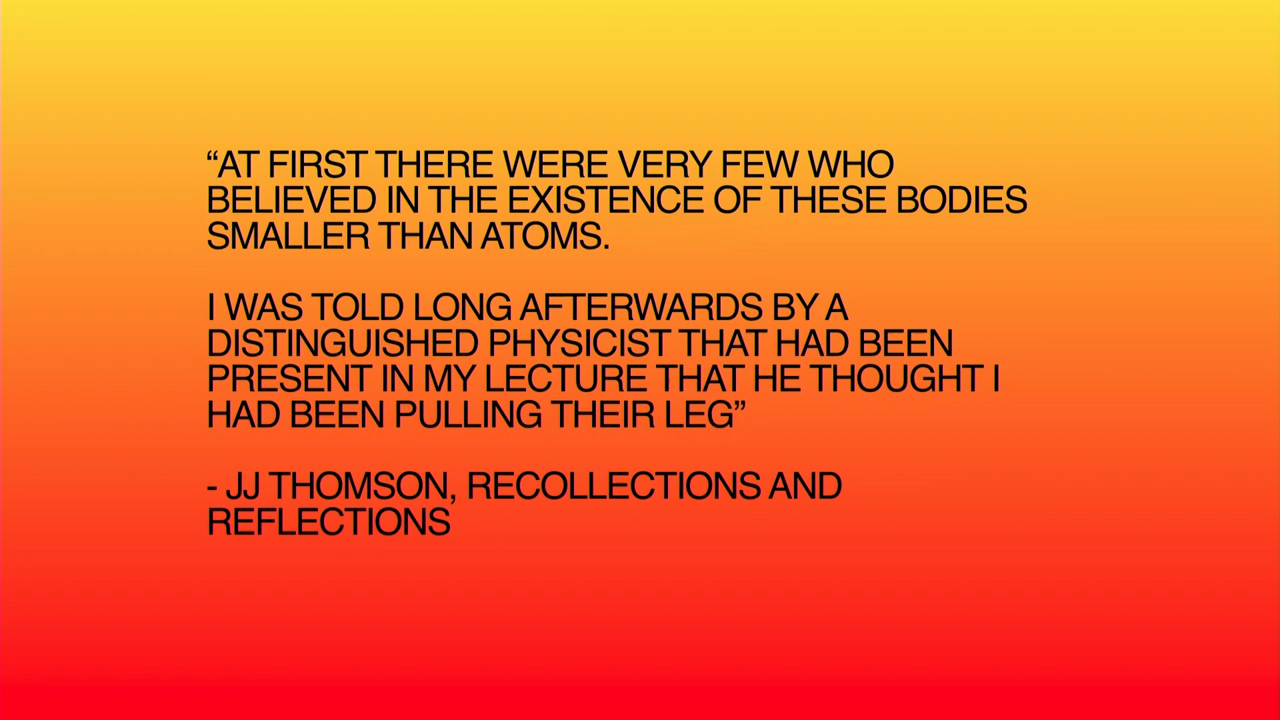 “AT FIRST THERE WERE VERY FEW WHO
BELIEVED IN THE EXISTENCE OF THESE BODIES
SMALLER THAN ATOMS.
I WAS TOLD LONG AFTERWARDS BY A
DISTINGUISHED PHYSICIST THAT HAD BEEN
PRESENT IN MY LECTURE THAT HE THOUGHT I
HAD BEEN PULLING THEIR LEG”
- JJ THOMSON, RECOLLECTIONS AND
REFLECTIONS